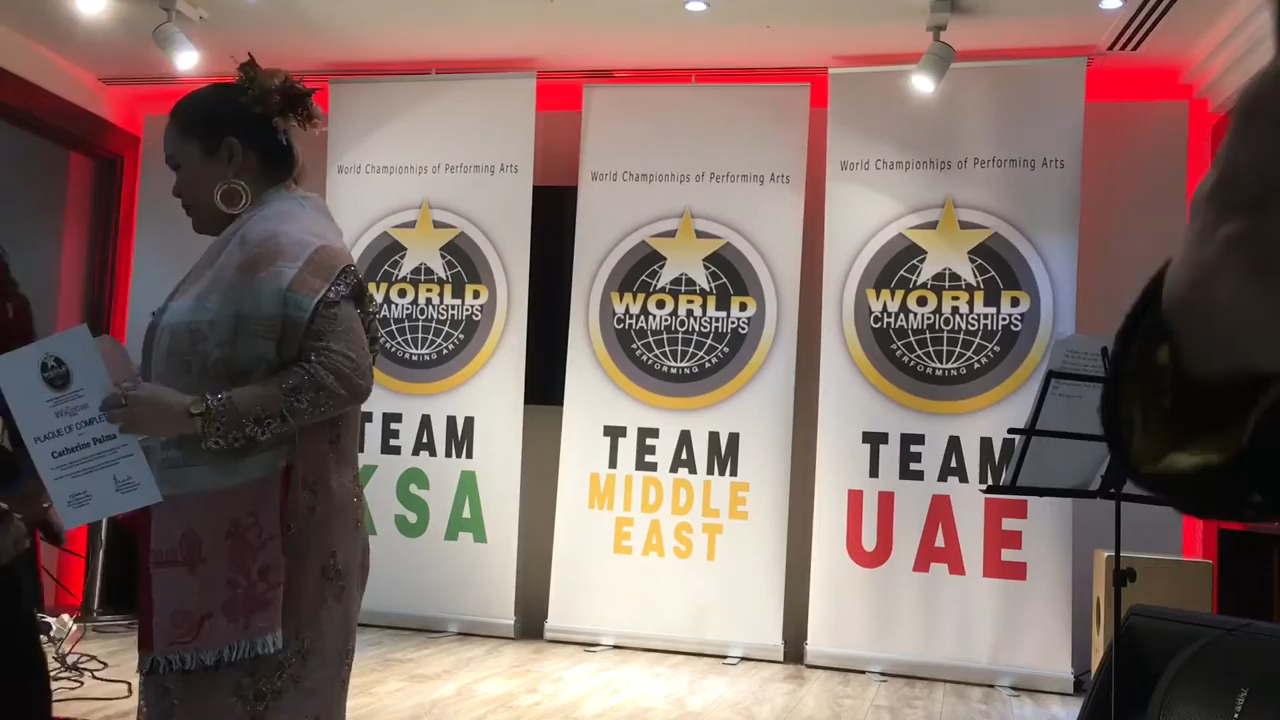 World Championhips of Performing Arts
WORLD
AMPIONSHIPS
PERFORMING ARTS
TEAM
KSA
World Championhips of Performing Arts
WORLD
CHAMPIONSHIPS
PERFORMING ARTS
TEAM
MIDDLE
EAST
World Championhips of Performing Arts
WORLD
CHAMPIONSHIPS
PERFORMING ARTS
TEAM
UAE
PLAQUE OF COMPLET
Catherine Palma